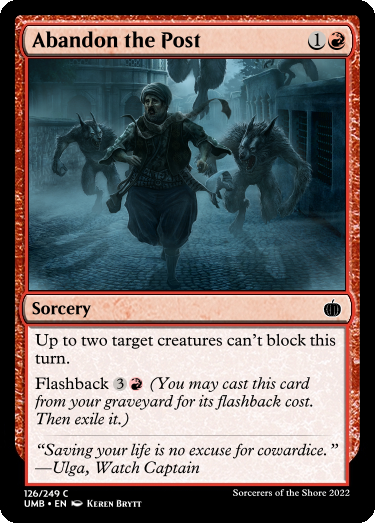 Abandon the Post 1
Sorcery
Up to two target creatures can't block this
turn.
Flashback 3 (You may cast this card
from your graveyard for its flashback cost.
Then exile it.)
"Saving your life is no excuse for cowardice."
—Ulga, Watch Captain
126/249 C
Sorcerers of the Shore 2022
UMB • EN Keren Brytt